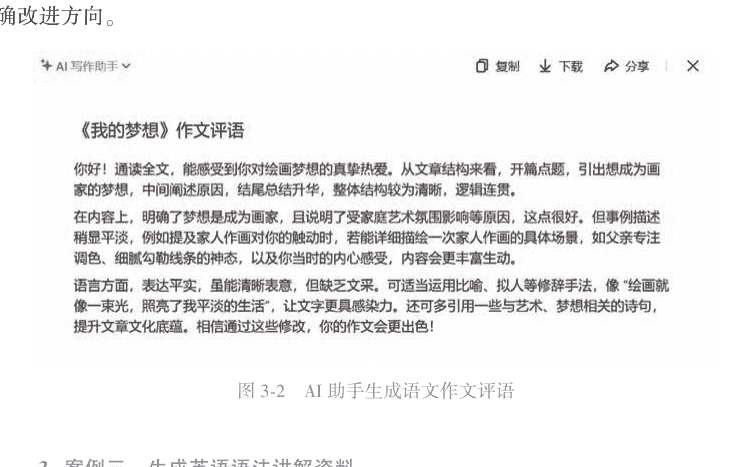 确改进方向。
AI 写作助手
复制 下载 分享
《我的梦想》作文评语
你好！通读全文，能感受到你对绘画梦想的真挚热爱。从文章结构来看，开篇点题，引出想成为画
家的梦想，中间阐述原因，结尾总结升华，整体结构较为清晰，逻辑连贯。
在内容上，明确了梦想是成为画家，且说明了受家庭艺术氛围影响等原因，这点很好。但事例描述
稍显平淡，例如提及家人作画对你的触动时，若能详细描绘一次家人作画的具体场景，如父亲专注
调色、细腻勾勒线条的神态，以及你当时的内心感受，内容会更丰富生动。
语言方面，表达平实，虽能清晰表意，但缺乏文采。可适当运用比喻、拟人等修辞手法，像 “绘画就
像一束光，照亮了我平淡的生活”，让文字更具感染力。还可多引用一些与艺术、梦想相关的诗句，
提升文章文化底蕴。相信通过这些修改，你的作文会更出色！
图 3-2 AI 助手生成语文作文评语
3. 案例三 生成英语语法讲解资料